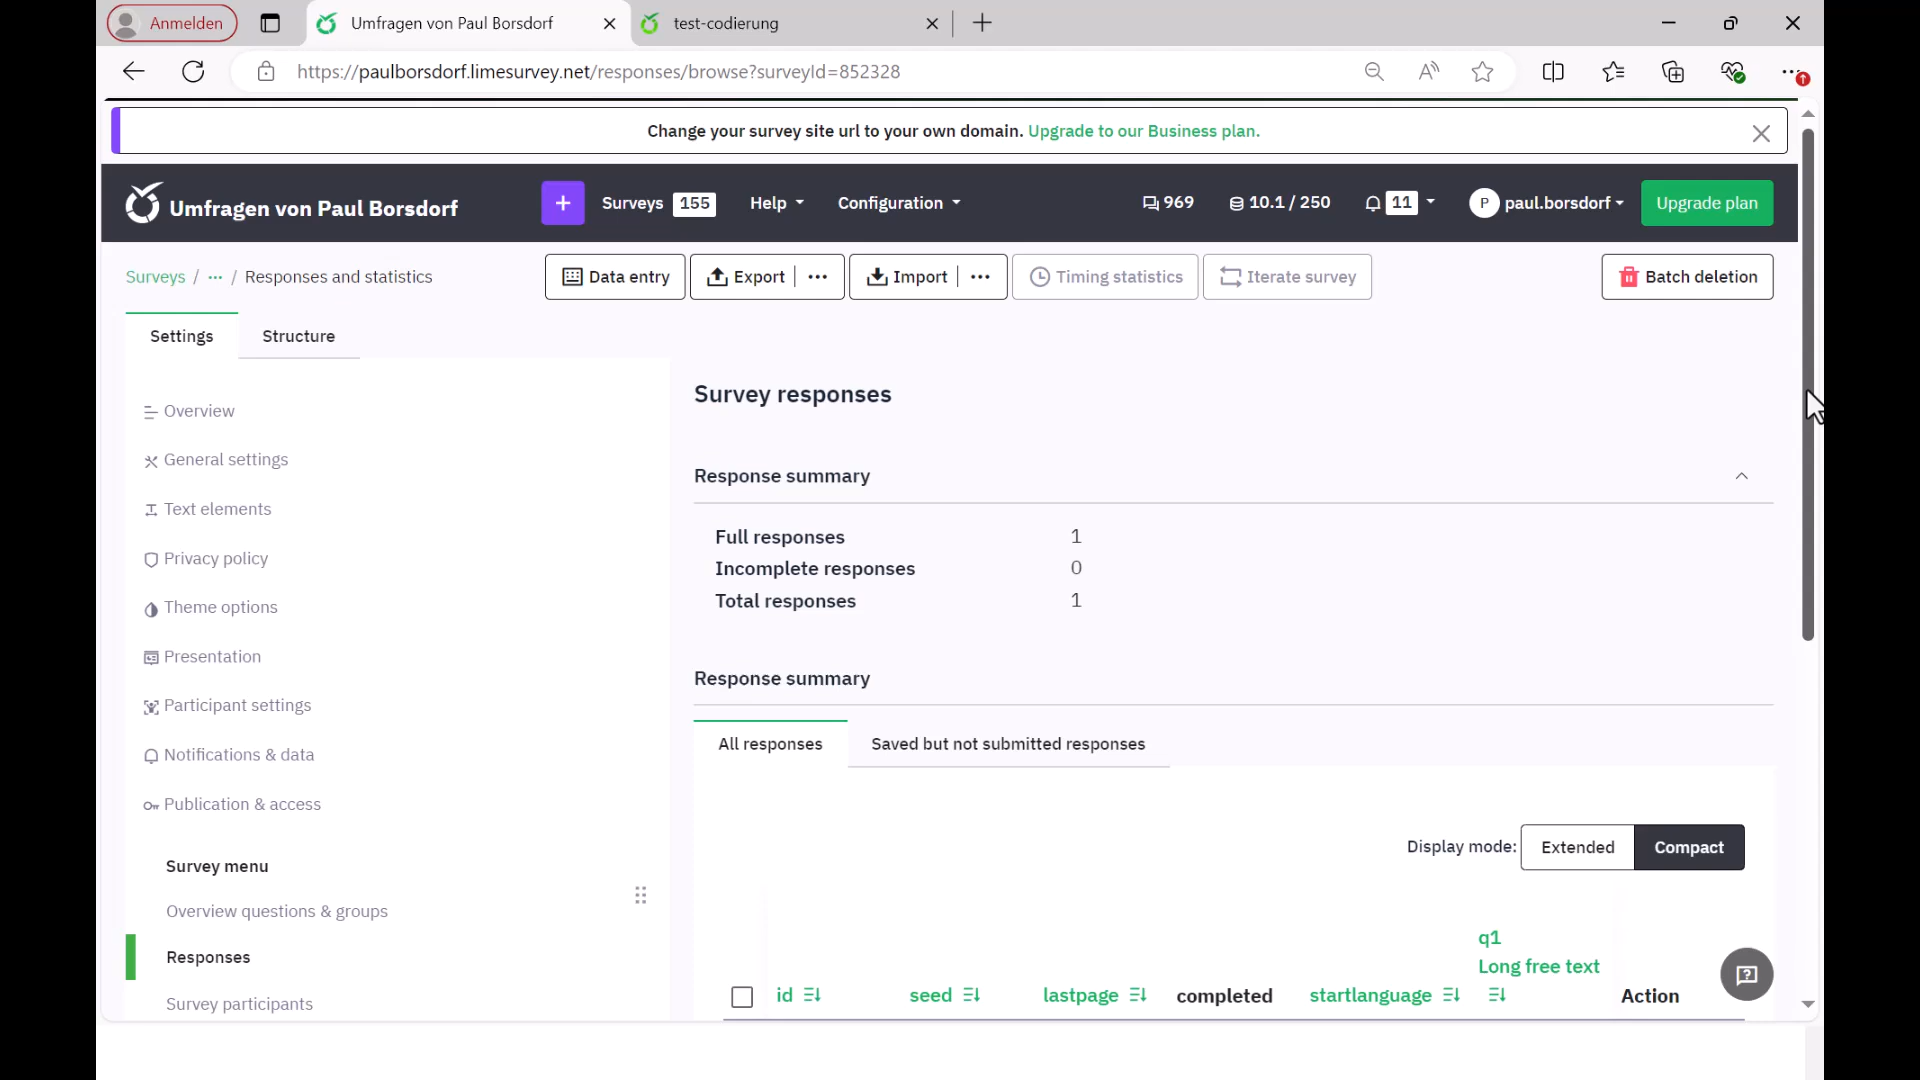 Anmelden
Umfragen von Paul Borsdorf
test-codierung
https://paulborsdorf.limesurvey.net/responses/browse?surveyId=852328
Change your survey site url to your own domain. Upgrade to our Business plan.
Umfragen von Paul Borsdorf
Surveys 155
Help
Configuration
969
10.1 / 250
11
P paul.borsdorf
Upgrade plan
Surveys / ··· / Responses and statistics
Data entry
Export
Import
Timing statistics
Iterate survey
Batch deletion
Settings
Structure
Overview
General settings
Text elements
Privacy policy
Theme options
Presentation
Participant settings
Notifications & data
Publication & access
Survey menu
Overview questions & groups
Responses
Survey participants
Survey responses
Response summary
Full responses 1
Incomplete responses 0
Total responses 1
Response summary
All responses
Saved but not submitted responses
Display mode: Extended Compact
q1
Long free text
id seed lastpage completed startlanguage Action